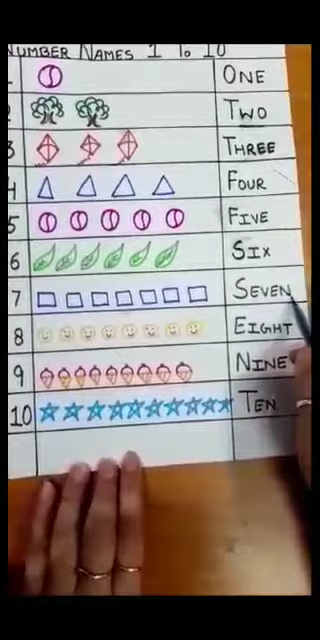 NUMBER NAMES 1 TO 10
1 ONE
2 TWO
3 THREE
4 FOUR
5 FIVE
6 SIX
7 SEVEN
8 EIGHT
9 NINE
10 TEN